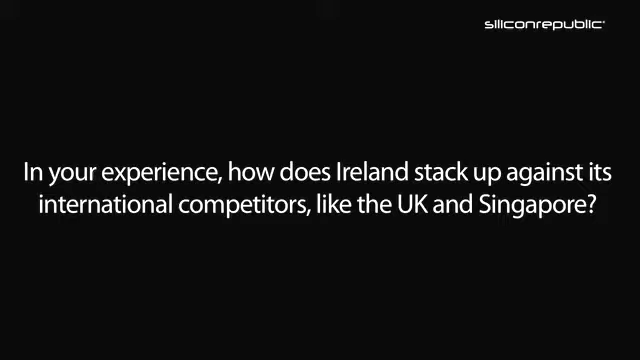 siliconrepublic
In your experience, how does Ireland stack up against its
international competitors, like the UK and Singapore?